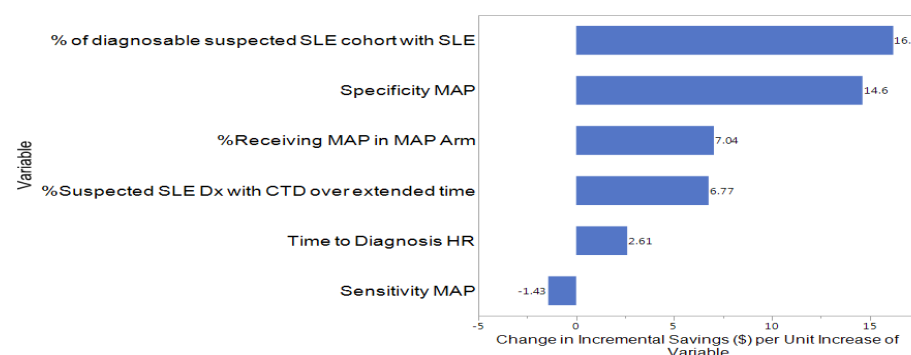 % of diagnosable suspected SLE cohort with SLE
16.
Specificity MAP
14.6
%Receiving MAP in MAP Arm
7.04
Variable
%Suspected SLE Dx with CTD over extended time
6.77
Time to Diagnosis HR
2.61
Sensitivity MAP
-1.43
-5 0 5 10 15
Change in Incremental Savings ($) per Unit Increase of
Variable